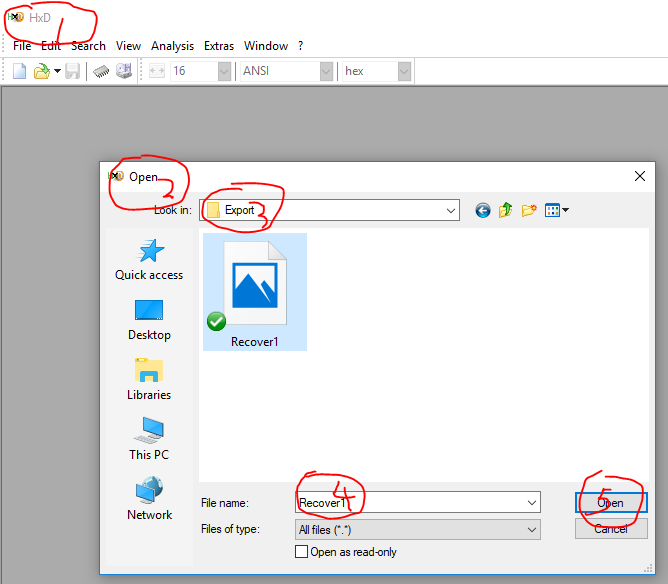 HxD
1
File Edit Search View Analysis Extras Window ?
16 ANSI hex
Open
2
Look in: Export
3
Quick access
Desktop
Libraries
This PC
Network
Recover1
File name: Recover1
4
Open
5
Files of type: All files (*.*)
Cancel
Open as read-only